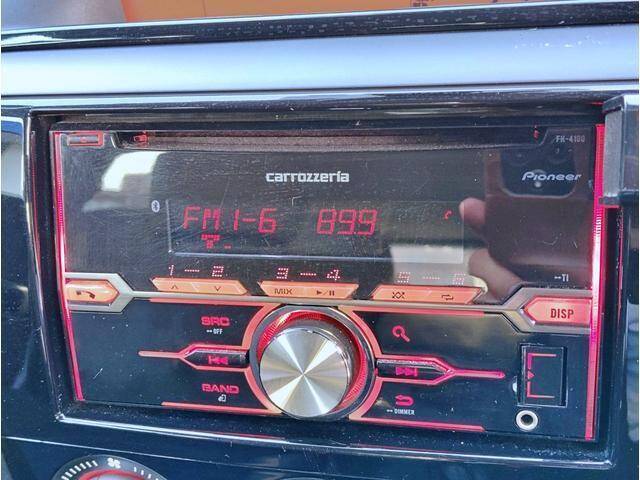 FH-4100
carrozzeria
Pioneer
FM1-6 89.9
1 2 3 4 5 6
MIX
TI
DISP
SRC
OFF
BAND
DIMMER